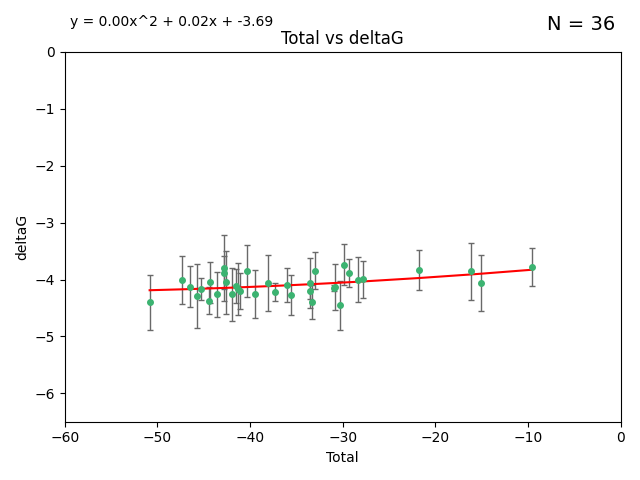 y = 0.00x^2 + 0.02x + -3.69
N = 36
Total vs deltaG
0
−1
−2
−3
−4
−5
−6
deltaG
−60
−50
−40
−30
−20
−10
0
Total